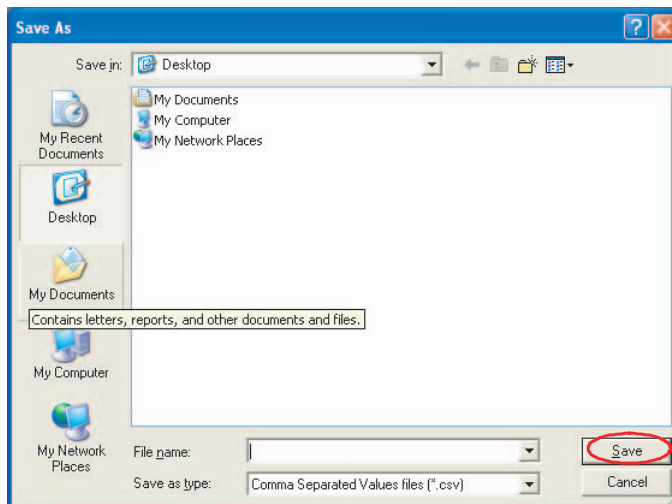 Save As
Save in:
Desktop
My Documents
My Computer
My Network Places
My Recent
Documents
Desktop
My Documents
Contains letters, reports, and other documents and files.
My Computer
My Network
Places
File name:
Save
Save as type:
Comma Separated Values files (*.csv)
Cancel